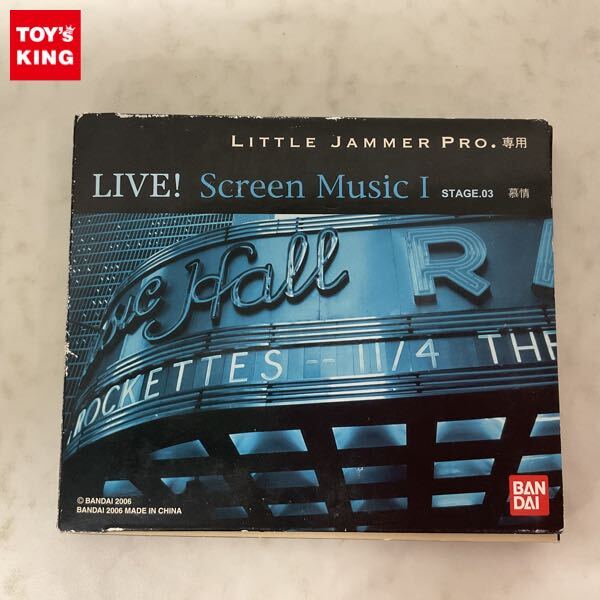 TOY'S
KING
LITTLE JAMMER PRO. 専用
LIVE! Screen Music I STAGE.03 慕情
Hall R
ROCKETTES -- 11/4 THE
© BANDAI 2006
BANDAI 2006 MADE IN CHINA
BAN
DAI